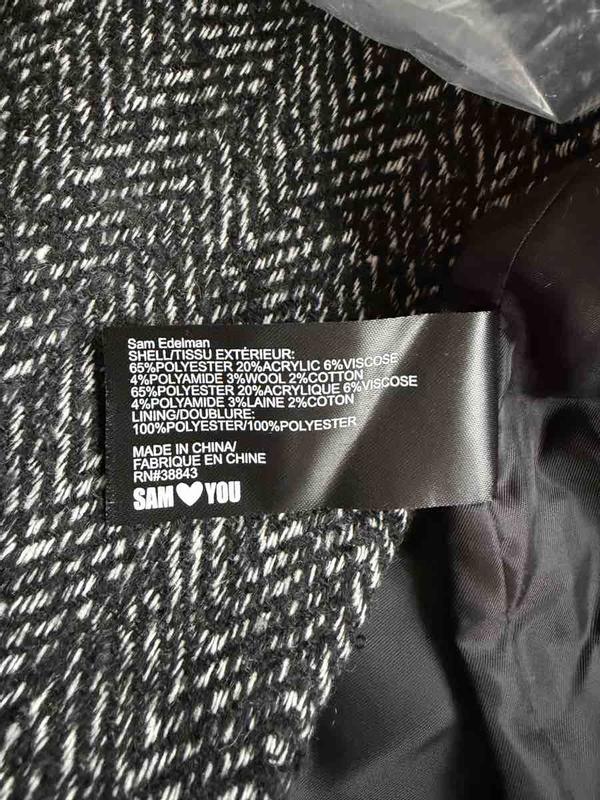 Sam Edelman
SHELL/TISSU EXTÉRIEUR:
65%POLYESTER 20%ACRYLIC 6%VISCOSE
4%POLYAMIDE 3%WOOL 2%COTTON
65%POLYESTER 20%ACRYLIQUE 6%VISCOSE
4%POLYAMIDE 3%LAINE 2%COTON
LINING/DOUBLURE:
100%POLYESTER/100%POLYESTER
MADE IN CHINA/
FABRIQUE EN CHINE
RN#38843
SAM ♥ YOU